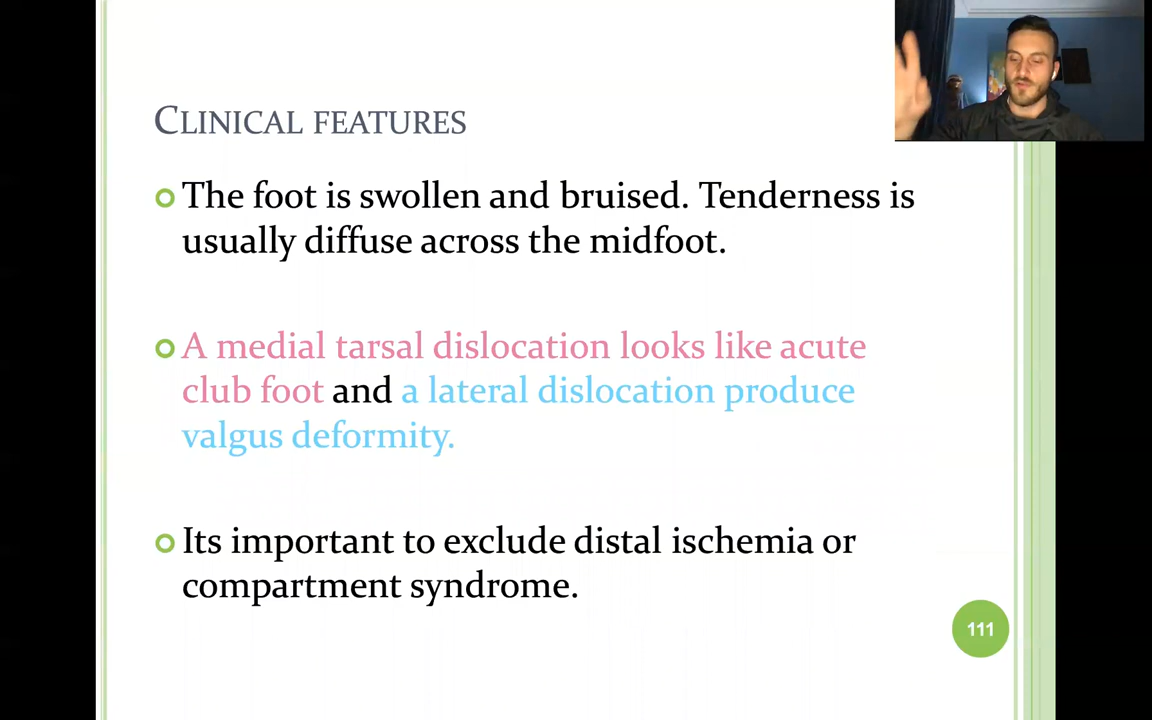 CLINICAL FEATURES
The foot is swollen and bruised. Tenderness is
usually diffuse across the midfoot.
A medial tarsal dislocation looks like acute
club foot and a lateral dislocation produce
valgus deformity.
Its important to exclude distal ischemia or
compartment syndrome.
111